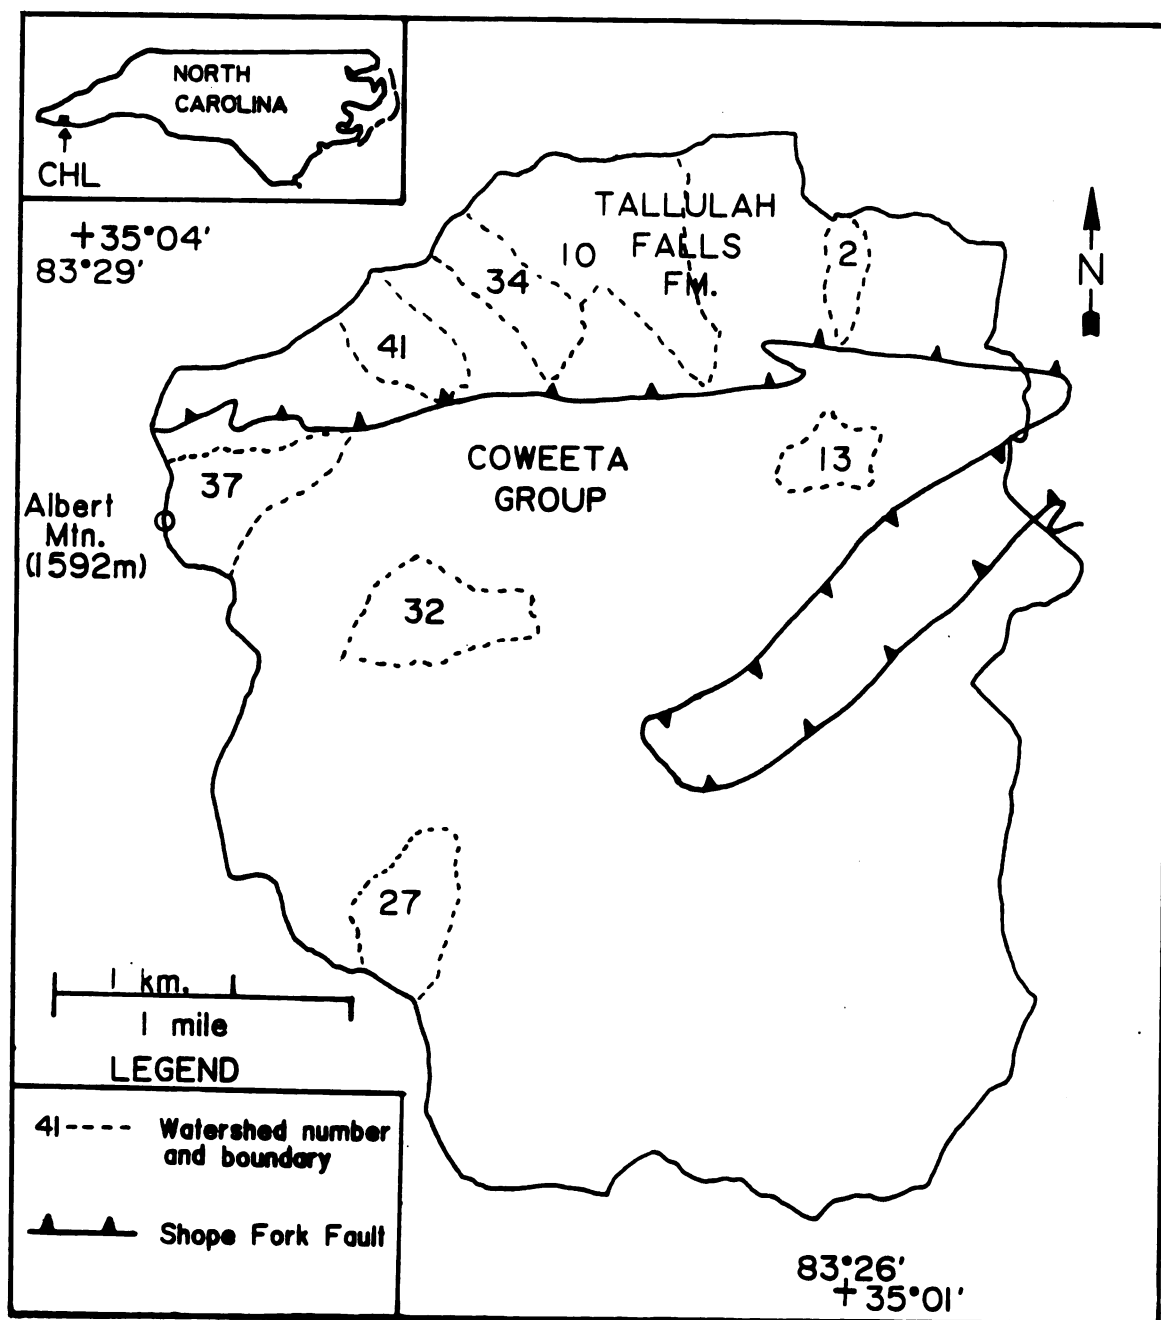 NORTH
CAROLINA
CHL
+35°04'
83°29'
TALLULAH
FALLS
FM.
10
2
34
41
N
COWEETA
GROUP
13
37
Albert
Mtn.
(1592m)
32
27
1 km.
1 mile
LEGEND
41---- Watershed number
and boundary
Shope Fork Fault
83°26'
+35°01'